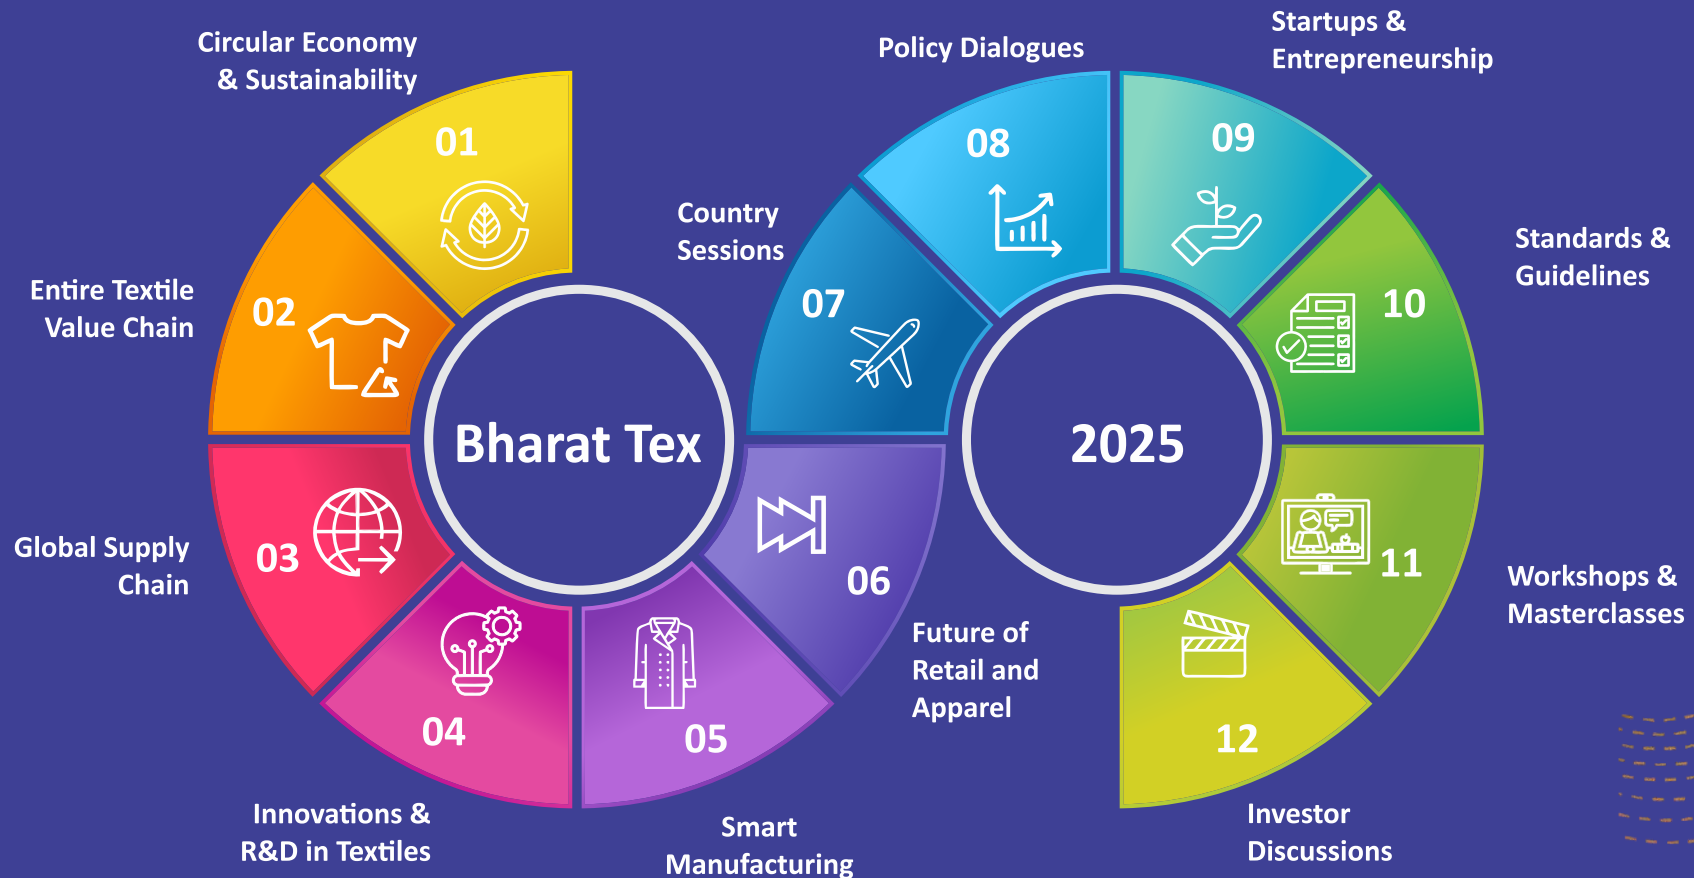 Circular Economy
& Sustainability
01
Entire Textile
Value Chain
02
Global Supply
Chain
03
Innovations &
R&D in Textiles
04
Smart
Manufacturing
05
Future of
Retail and
Apparel
06
Country
Sessions
07
Policy Dialogues
08
Startups &
Entrepreneurship
09
Standards &
Guidelines
10
Workshops &
Masterclasses
11
Investor
Discussions
12
Bharat Tex
2025